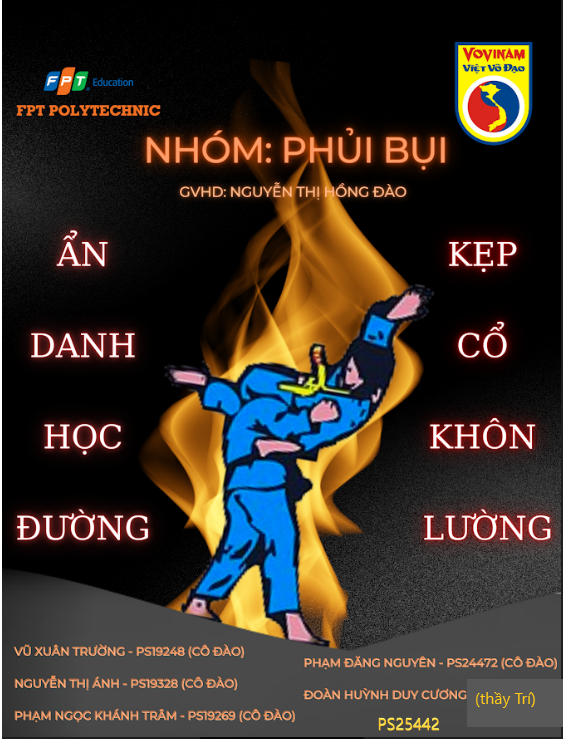 FPT Education
FPT POLYTECHNIC
VOVINAM
VIỆT VÕ ĐẠO
NHÓM: PHỦI BỤI
GVHD: NGUYỄN THỊ HỒNG ĐÀO
ẨN
DANH
HỌC
ĐƯỜNG
KẸP
CỔ
KHÔN
LƯỜNG
VŨ XUÂN TRƯỜNG - PS19248 (CÔ ĐÀO)
NGUYỄN THỊ ÁNH - PS19328 (CÔ ĐÀO)
PHẠM NGỌC KHÁNH TRÂM - PS19269 (CÔ ĐÀO)
PHẠM ĐĂNG NGUYÊN - PS24472 (CÔ ĐÀO)
ĐOÀN HUỲNH DUY CƯƠNG (thầy Trí)
PS25442